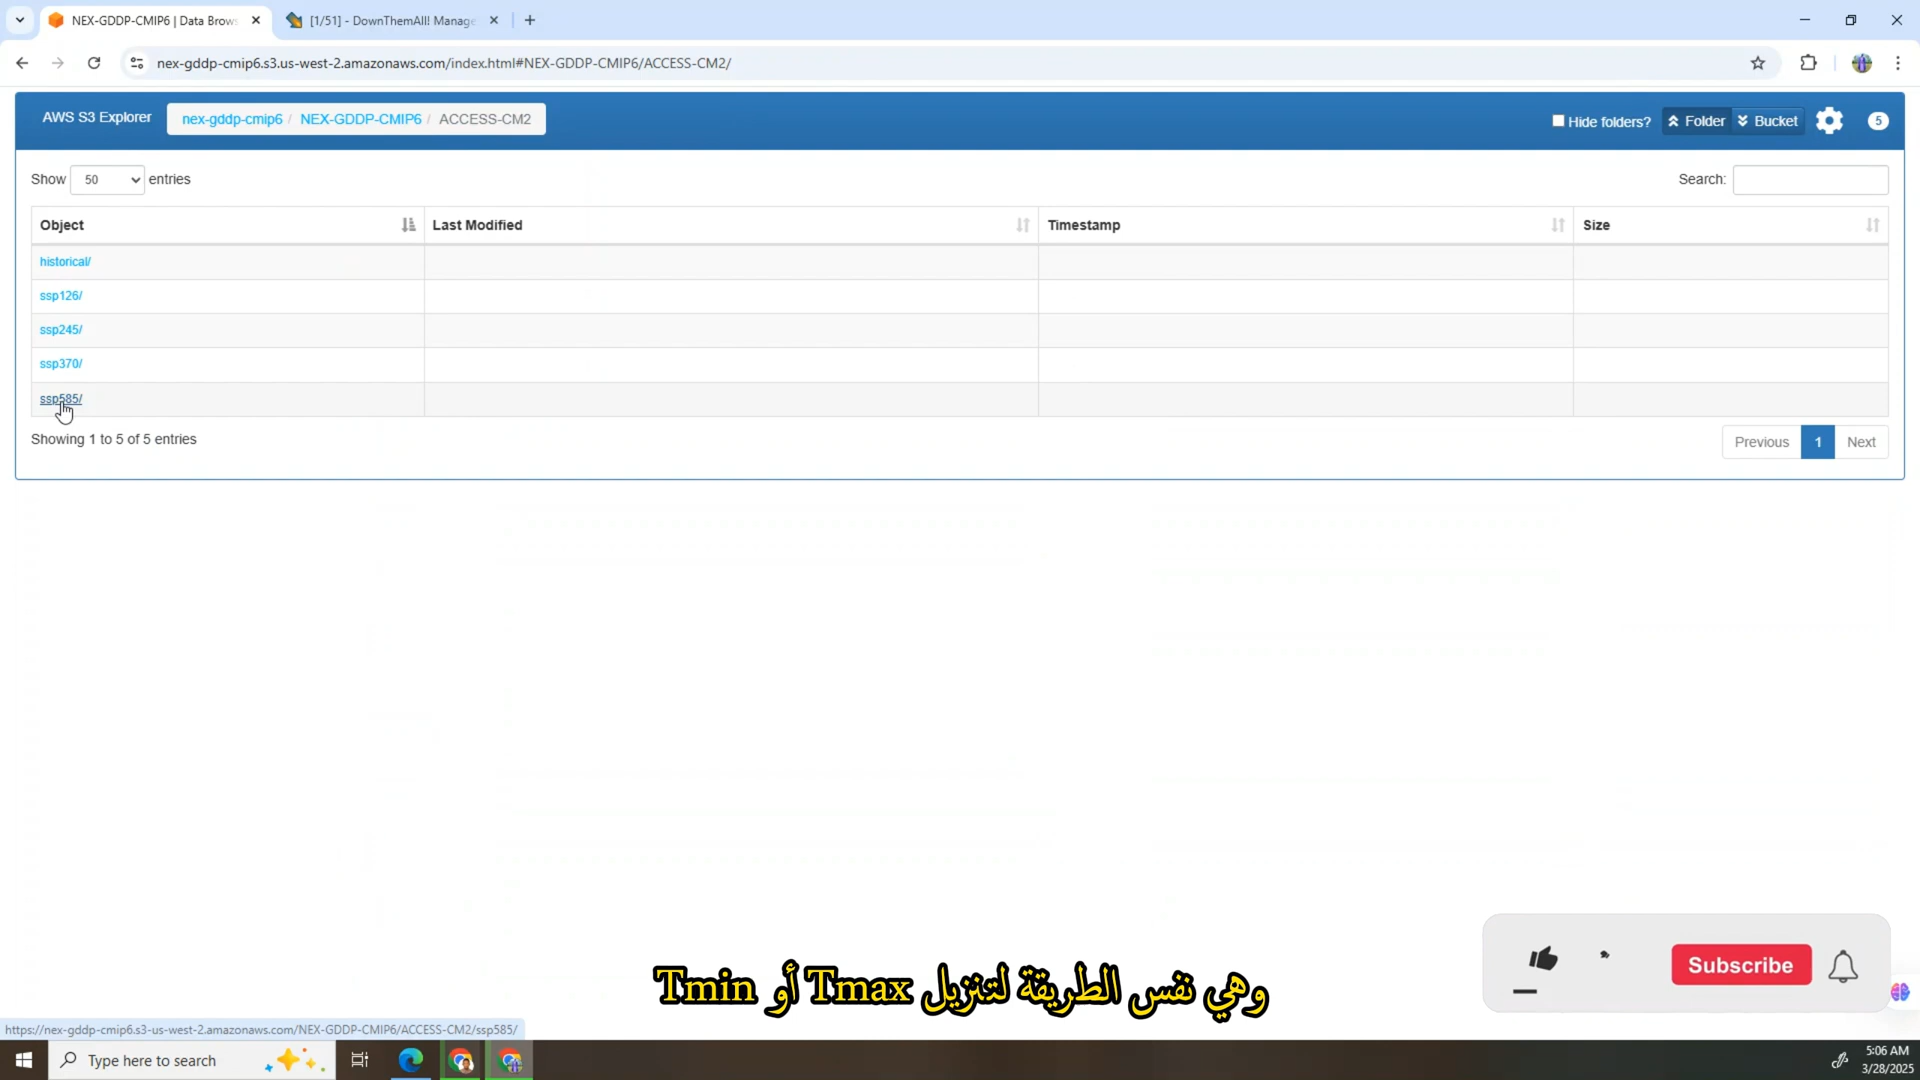 NEX-GDDP-CMIP6 | Data Brows
[1/51] - DownThemAll! Manage
nex-gddp-cmip6.s3.us-west-2.amazonaws.com/index.html#NEX-GDDP-CMIP6/ACCESS-CM2/
AWS S3 Explorer nex-gddp-cmip6 / NEX-GDDP-CMIP6 / ACCESS-CM2
Hide folders? Folder Bucket 5
Show 50 entries
Search:
Object Last Modified Timestamp Size
historical/
ssp126/
ssp245/
ssp370/
ssp585/
Showing 1 to 5 of 5 entries
Previous 1 Next
وهي نفس الطريقة لتنزيل Tmax أو Tmin
Subscribe
https://nex-gddp-cmip6.s3-us-west-2.amazonaws.com/NEX-GDDP-CMIP6/ACCESS-CM2/ssp585/
Type here to search
5:06 AM
3/28/2025